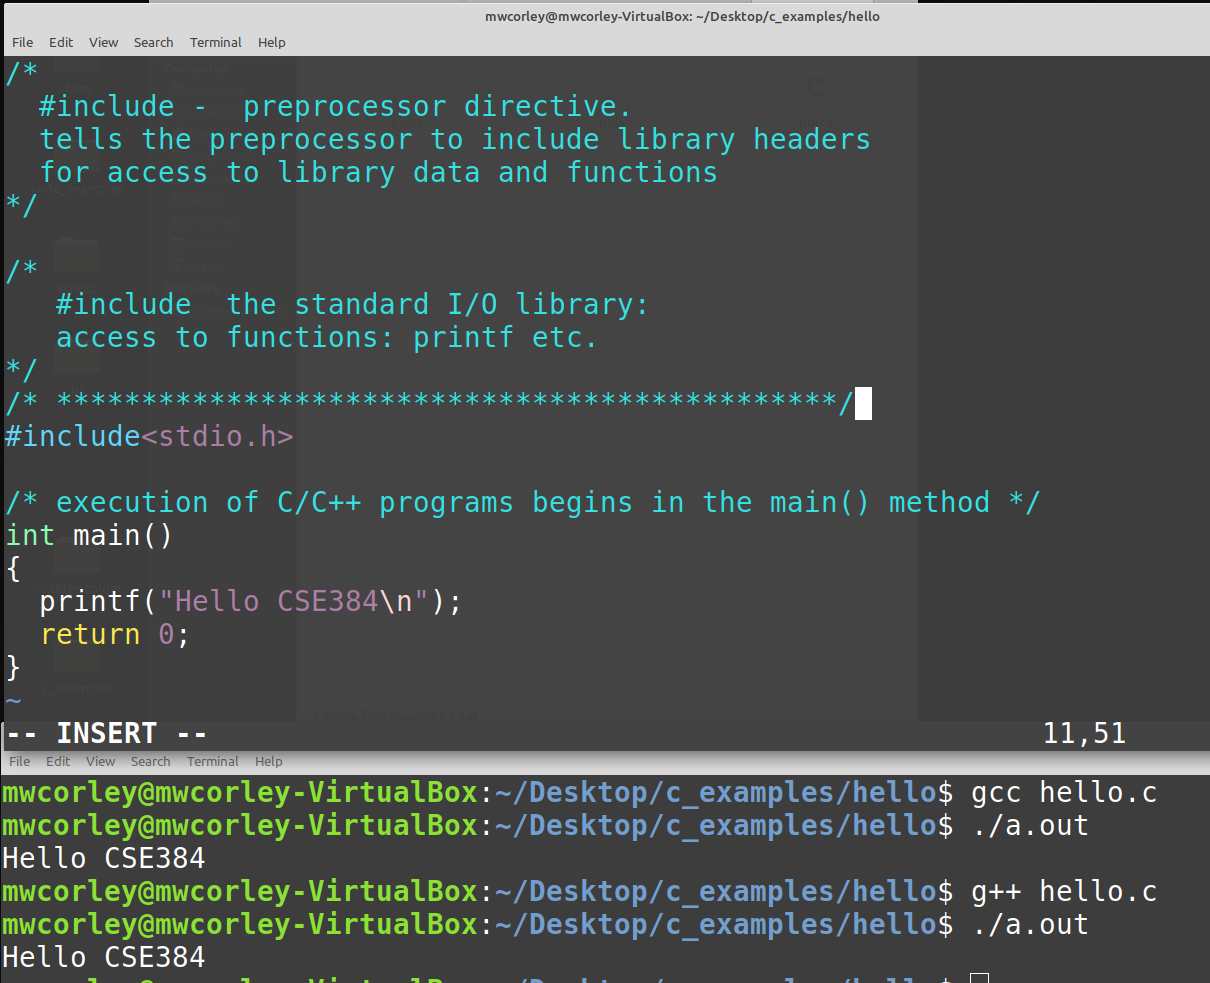 mwcorley@mwcorley-VirtualBox: ~/Desktop/c_examples/hello
File Edit View Search Terminal Help
/*
  #include -  preprocessor directive.
  tells the preprocessor to include library headers
  for access to library data and functions
*/
/*
   #include  the standard I/O library:
   access to functions: printf etc.
*/
/* **********************************************/
#include<stdio.h>
/* execution of C/C++ programs begins in the main() method */
int main()
{
  printf("Hello CSE384\n");
  return 0;
}
~
-- INSERT -- 11,51
File Edit View Search Terminal Help
mwcorley@mwcorley-VirtualBox:~/Desktop/c_examples/hello$ gcc hello.c
mwcorley@mwcorley-VirtualBox:~/Desktop/c_examples/hello$ ./a.out
Hello CSE384
mwcorley@mwcorley-VirtualBox:~/Desktop/c_examples/hello$ g++ hello.c
mwcorley@mwcorley-VirtualBox:~/Desktop/c_examples/hello$ ./a.out
Hello CSE384